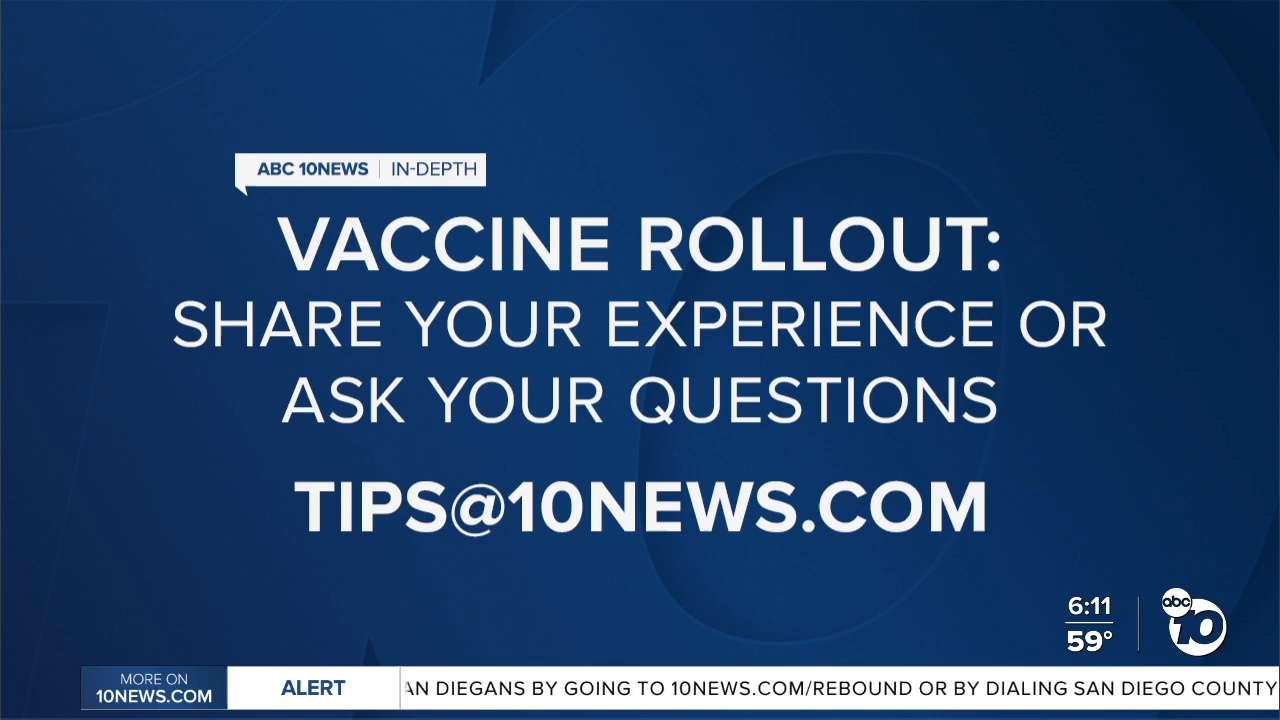 ABC 10NEWS | IN-DEPTH
VACCINE ROLLOUT:
SHARE YOUR EXPERIENCE OR
ASK YOUR QUESTIONS
TIPS@10NEWS.COM
6:11
59°
abc
10
MORE ON
10NEWS.COM
ALERT
AN DIEGANS BY GOING TO 10NEWS.COM/REBOUND OR BY DIALING SAN DIEGO COUNTY